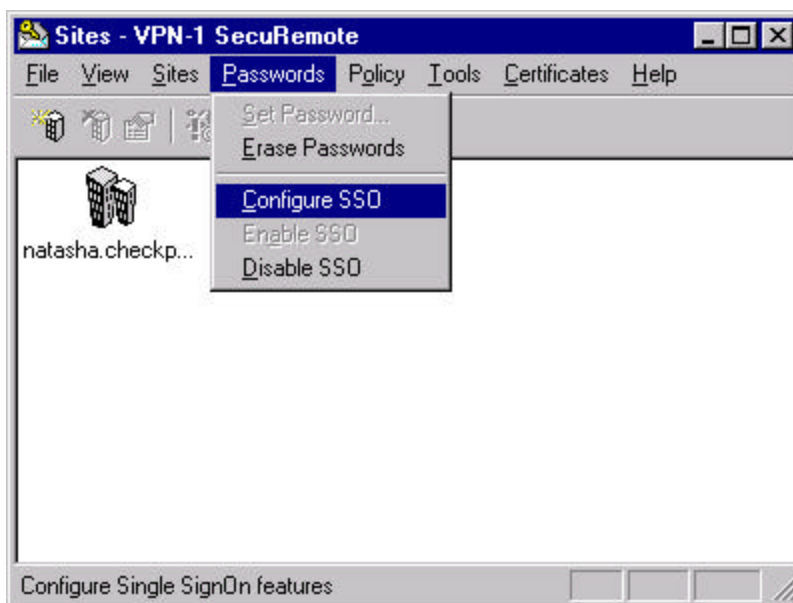 Sites - VPN-1 SecuRemote
File View Sites Passwords Policy Tools Certificates Help
Set Password...
Erase Passwords
Configure SSO
Enable SSO
Disable SSO
natasha.checkp...
Configure Single SignOn features